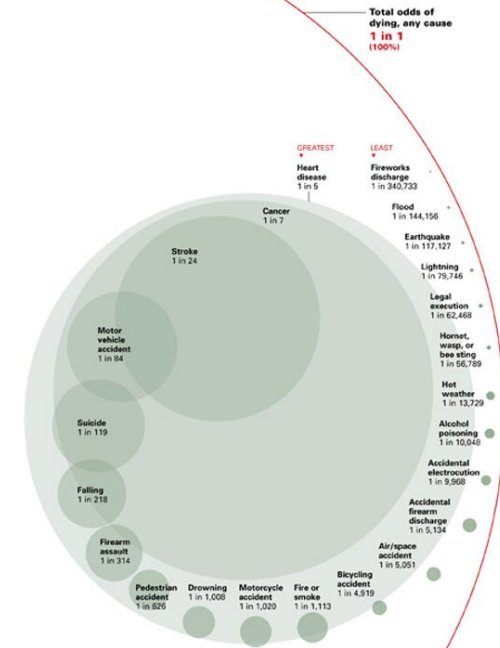 Total odds of
dying, any cause
1 in 1
(100%)
GREATEST
Heart
disease
1 in 5
LEAST
Fireworks
discharge
1 in 340,733
Cancer
1 in 7
Flood
1 in 144,156
Earthquake
1 in 117,127
Stroke
1 in 24
Lightning
1 in 79,746
Legal
execution
1 in 62,468
Motor
vehicle
accident
1 in 84
Hornet,
wasp, or
bee sting
1 in 56,789
Hot
weather
1 in 13,729
Suicide
1 in 119
Alcohol
poisoning
1 in 10,048
Accidental
electrocution
1 in 9,968
Falling
1 in 218
Accidental
firearm
discharge
1 in 5,134
Firearm
assault
1 in 314
Air/space
accident
1 in 5,051
Pedestrian
accident
1 in 626
Drowning
1 in 1,008
Motorcycle
accident
1 in 1,020
Fire or
smoke
1 in 1,113
Bicycling
accident
1 in 4,919